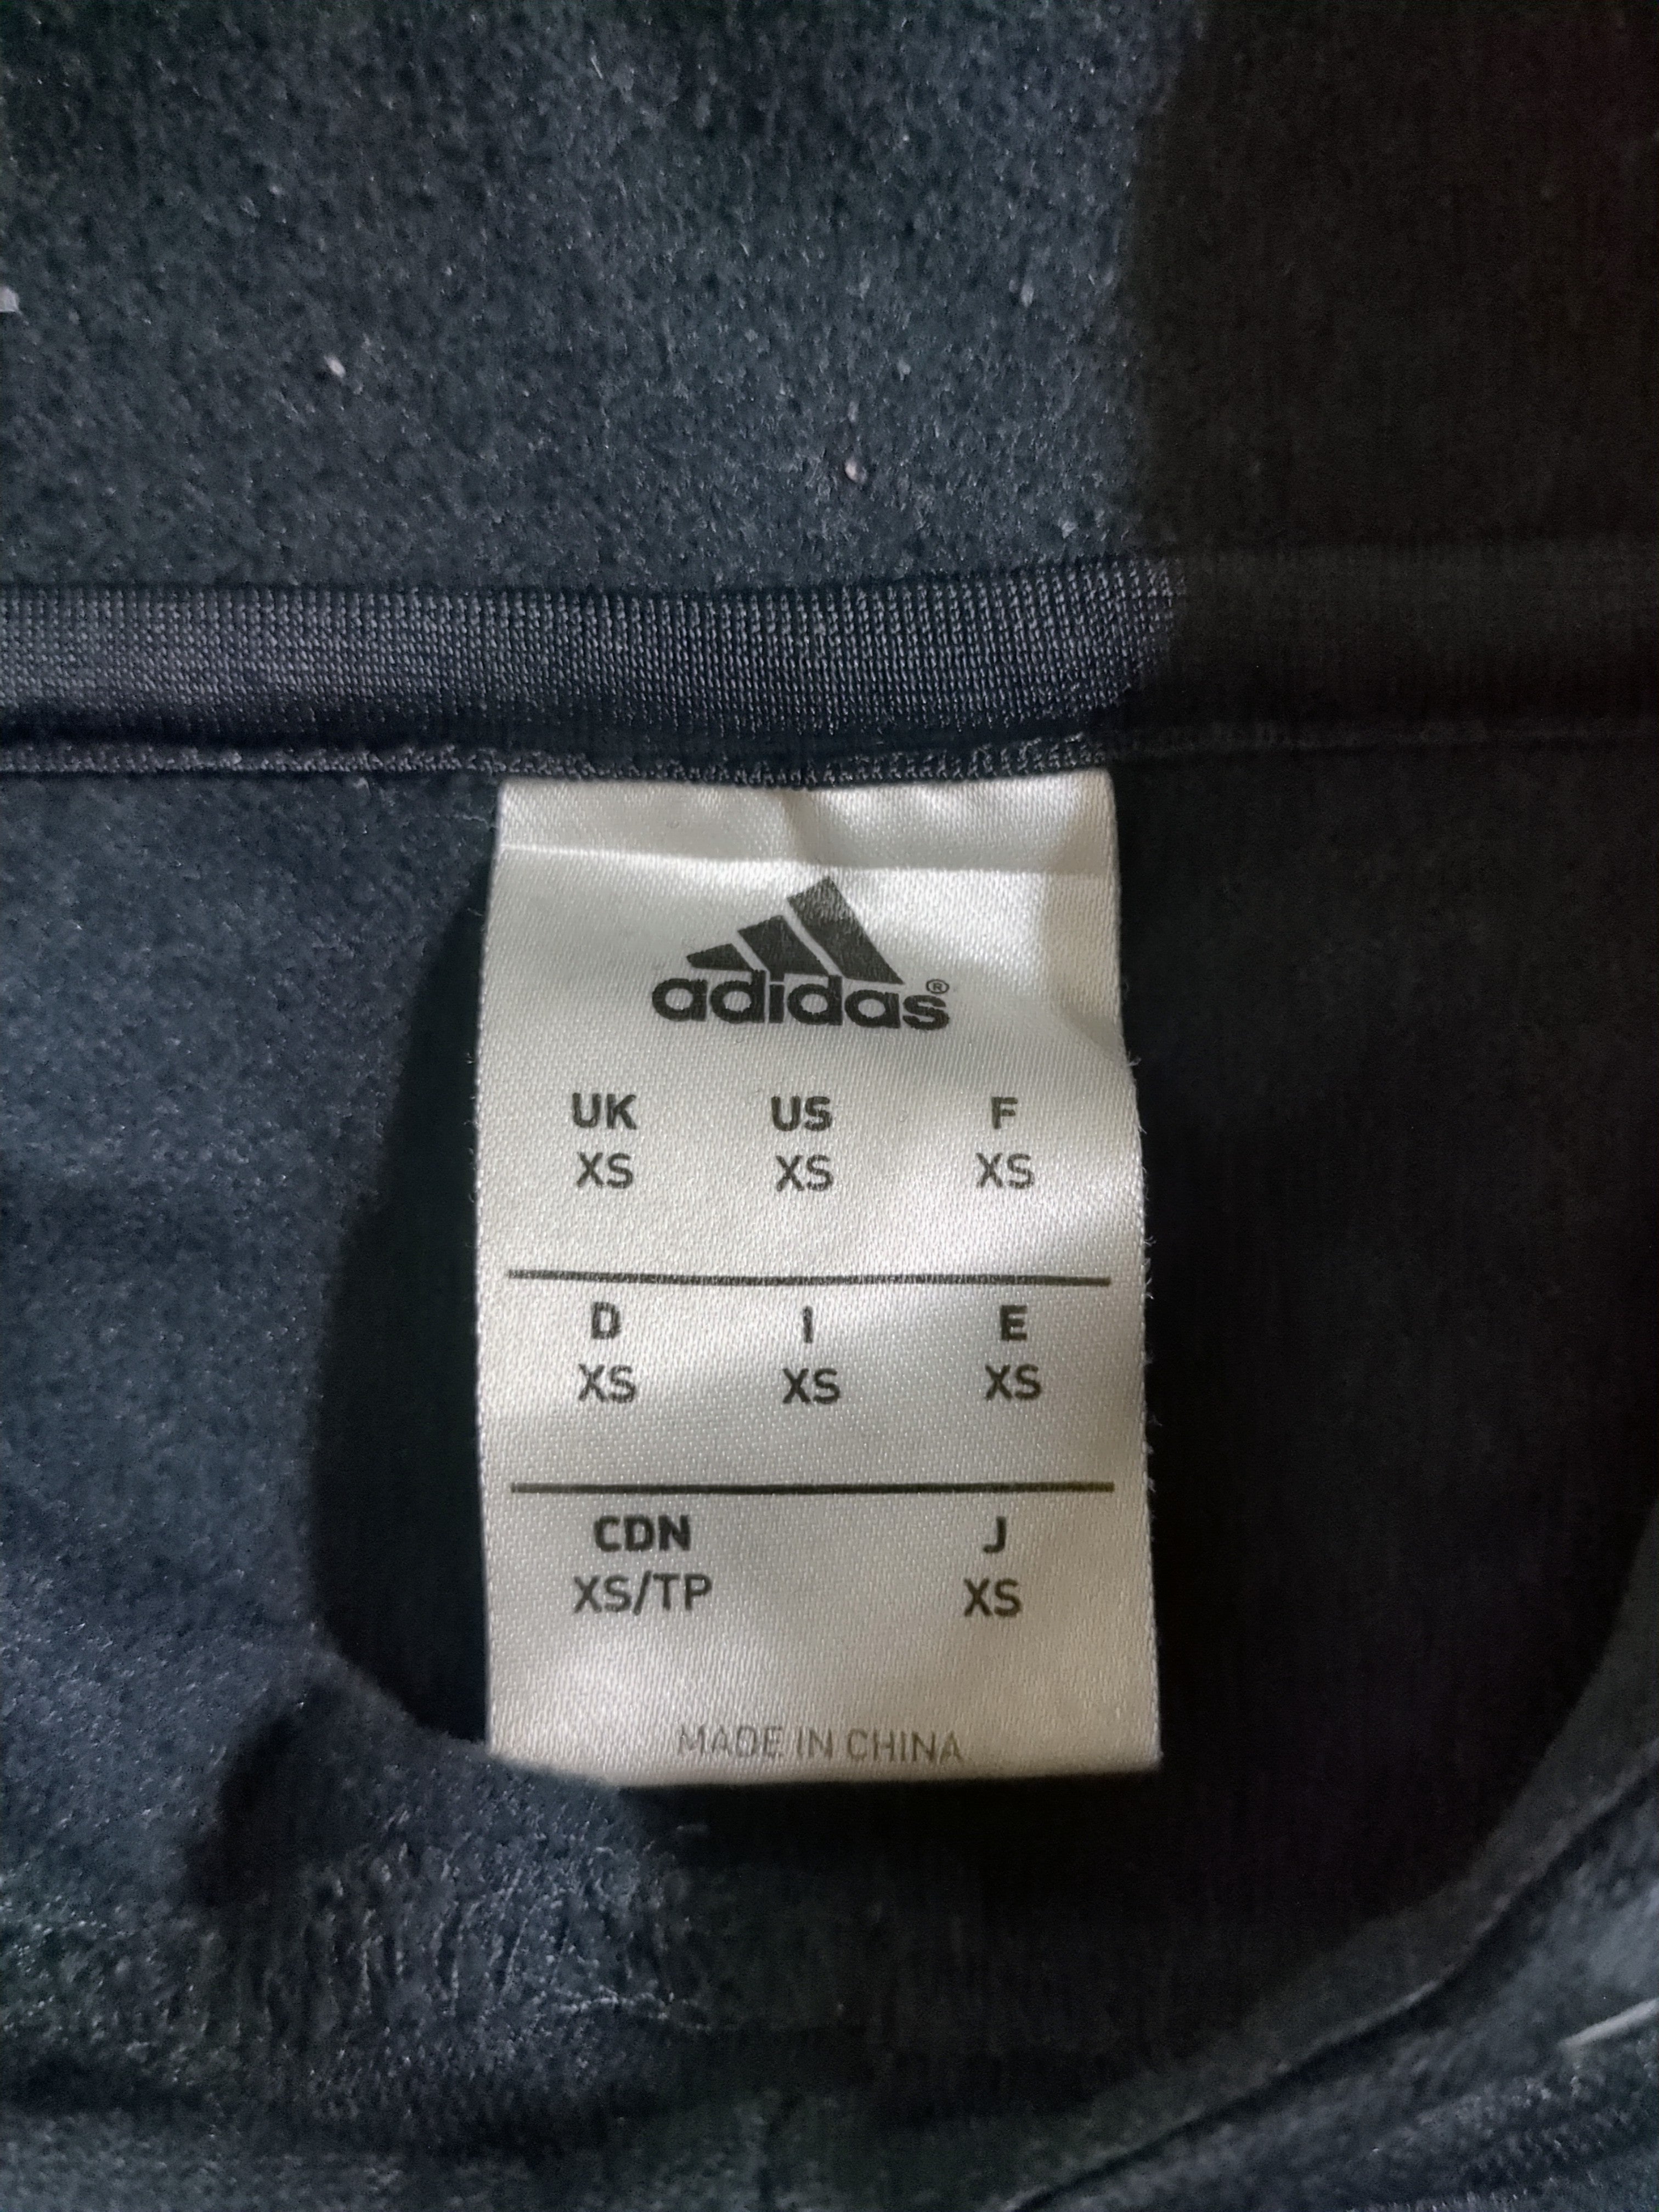 adidas®
UK US F
XS XS XS
D I E
XS XS XS
CDN J
XS/TP XS
MADE IN CHINA